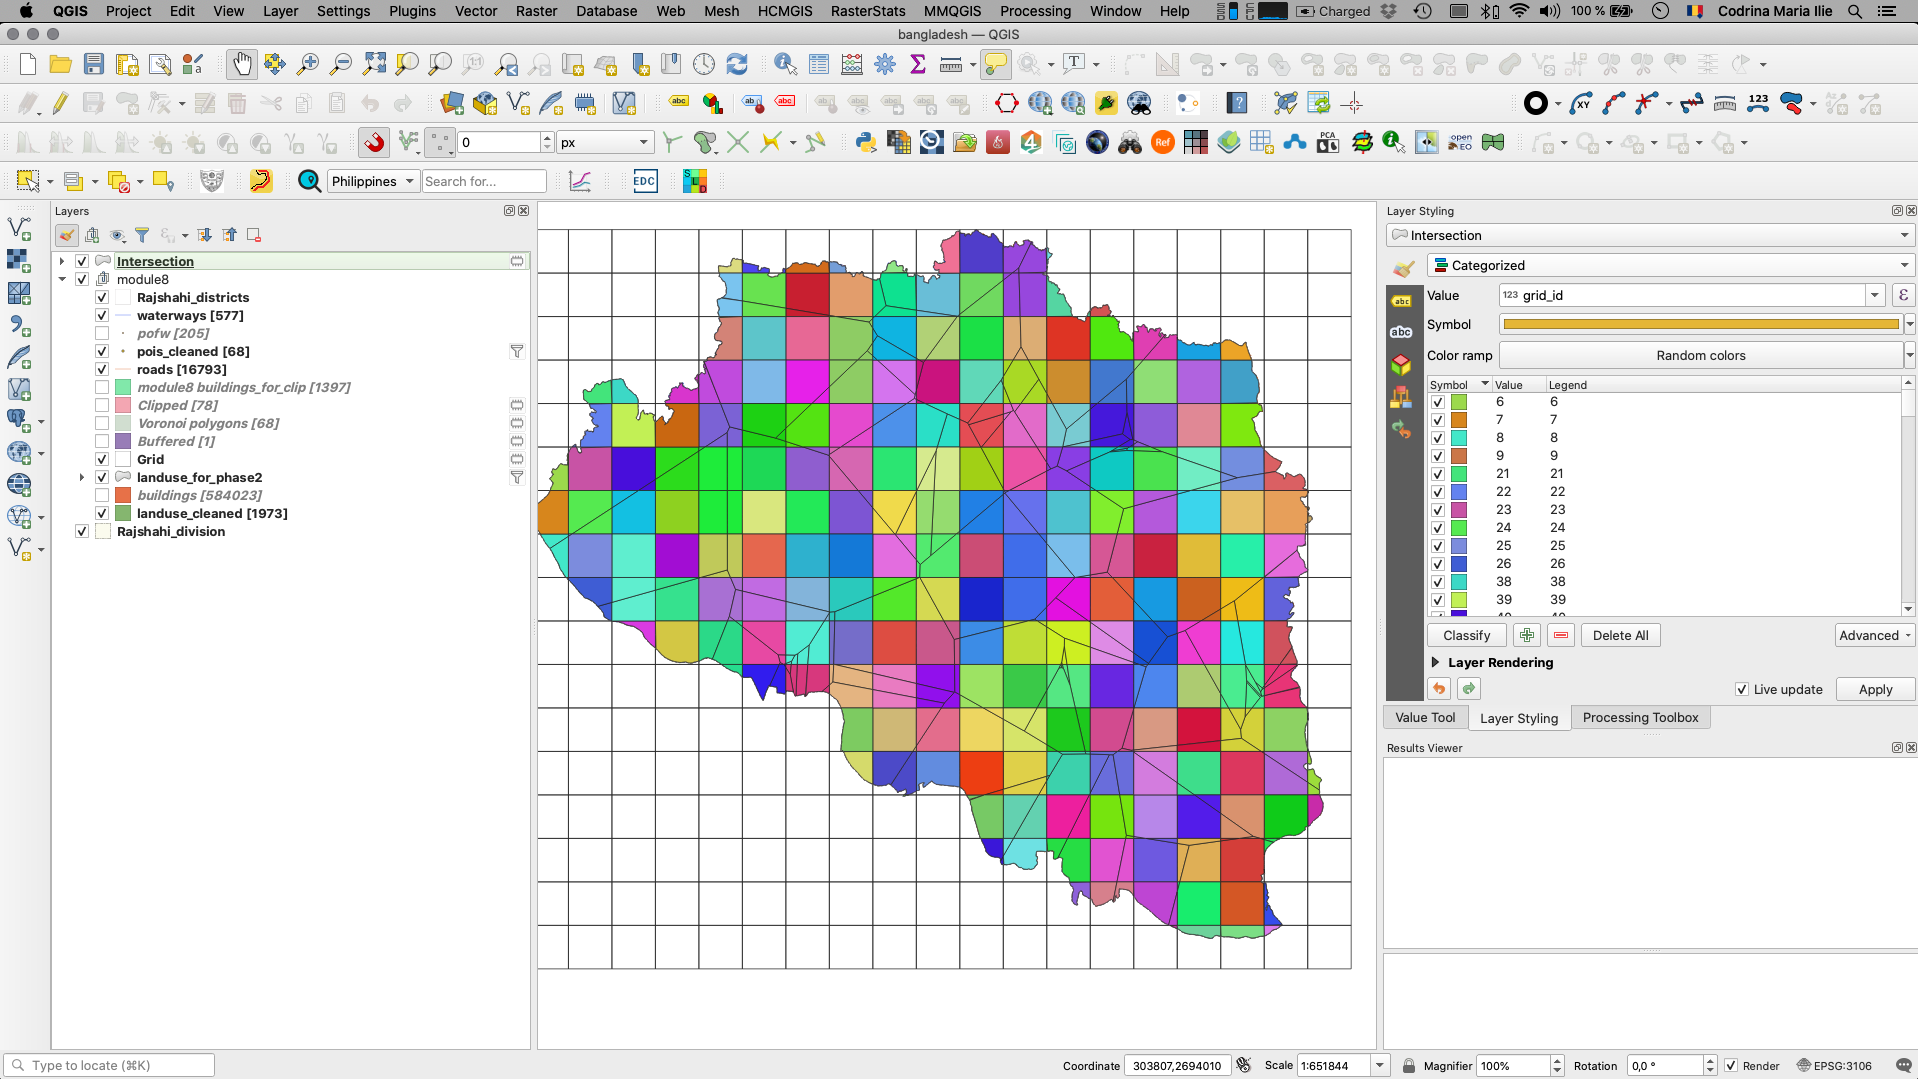 QGIS Project Edit View Layer Settings Plugins Vector Raster Database Web Mesh HCMGIS RasterStats MMQGIS Processing Window Help Charged 100 % Codrina Maria Ilie
bangladesh — QGIS
0 px
Philippines Search for... EDC
Layers
Intersection
module8
Rajshahi_districts
waterways [577]
pofw [205]
pois_cleaned [68]
roads [16793]
module8 buildings_for_clip [1397]
Clipped [78]
Voronoi polygons [68]
Buffered [1]
Grid
landuse_for_phase2
buildings [584023]
landuse_cleaned [1973]
Rajshahi_division
Layer Styling
Intersection
Categorized
Value 123 grid_id
Symbol
Color ramp Random colors
Symbol Value Legend
6 6
7 7
8 8
9 9
21 21
22 22
23 23
24 24
25 25
26 26
38 38
39 39
Classify Delete All Advanced
Layer Rendering
Live update Apply
Value Tool Layer Styling Processing Toolbox
Results Viewer
Type to locate (⌘K) Coordinate 303807,2694010 Scale 1:651844 Magnifier 100% Rotation 0,0 ° Render EPSG:3106